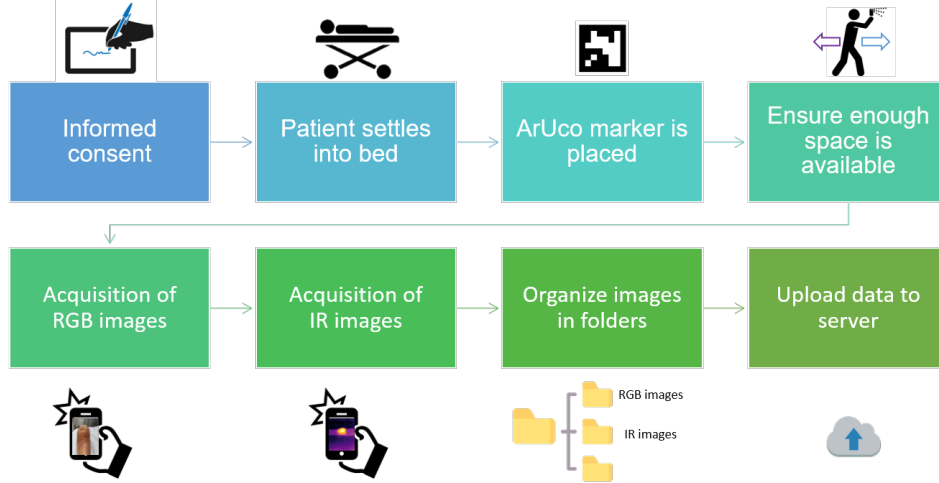 Informed
consent
Patient settles
into bed
ArUco marker is
placed
Ensure enough
space is
available
Acquisition of
RGB images
Acquisition of
IR images
Organize images
in folders
Upload data to
server
RGB images
IR images